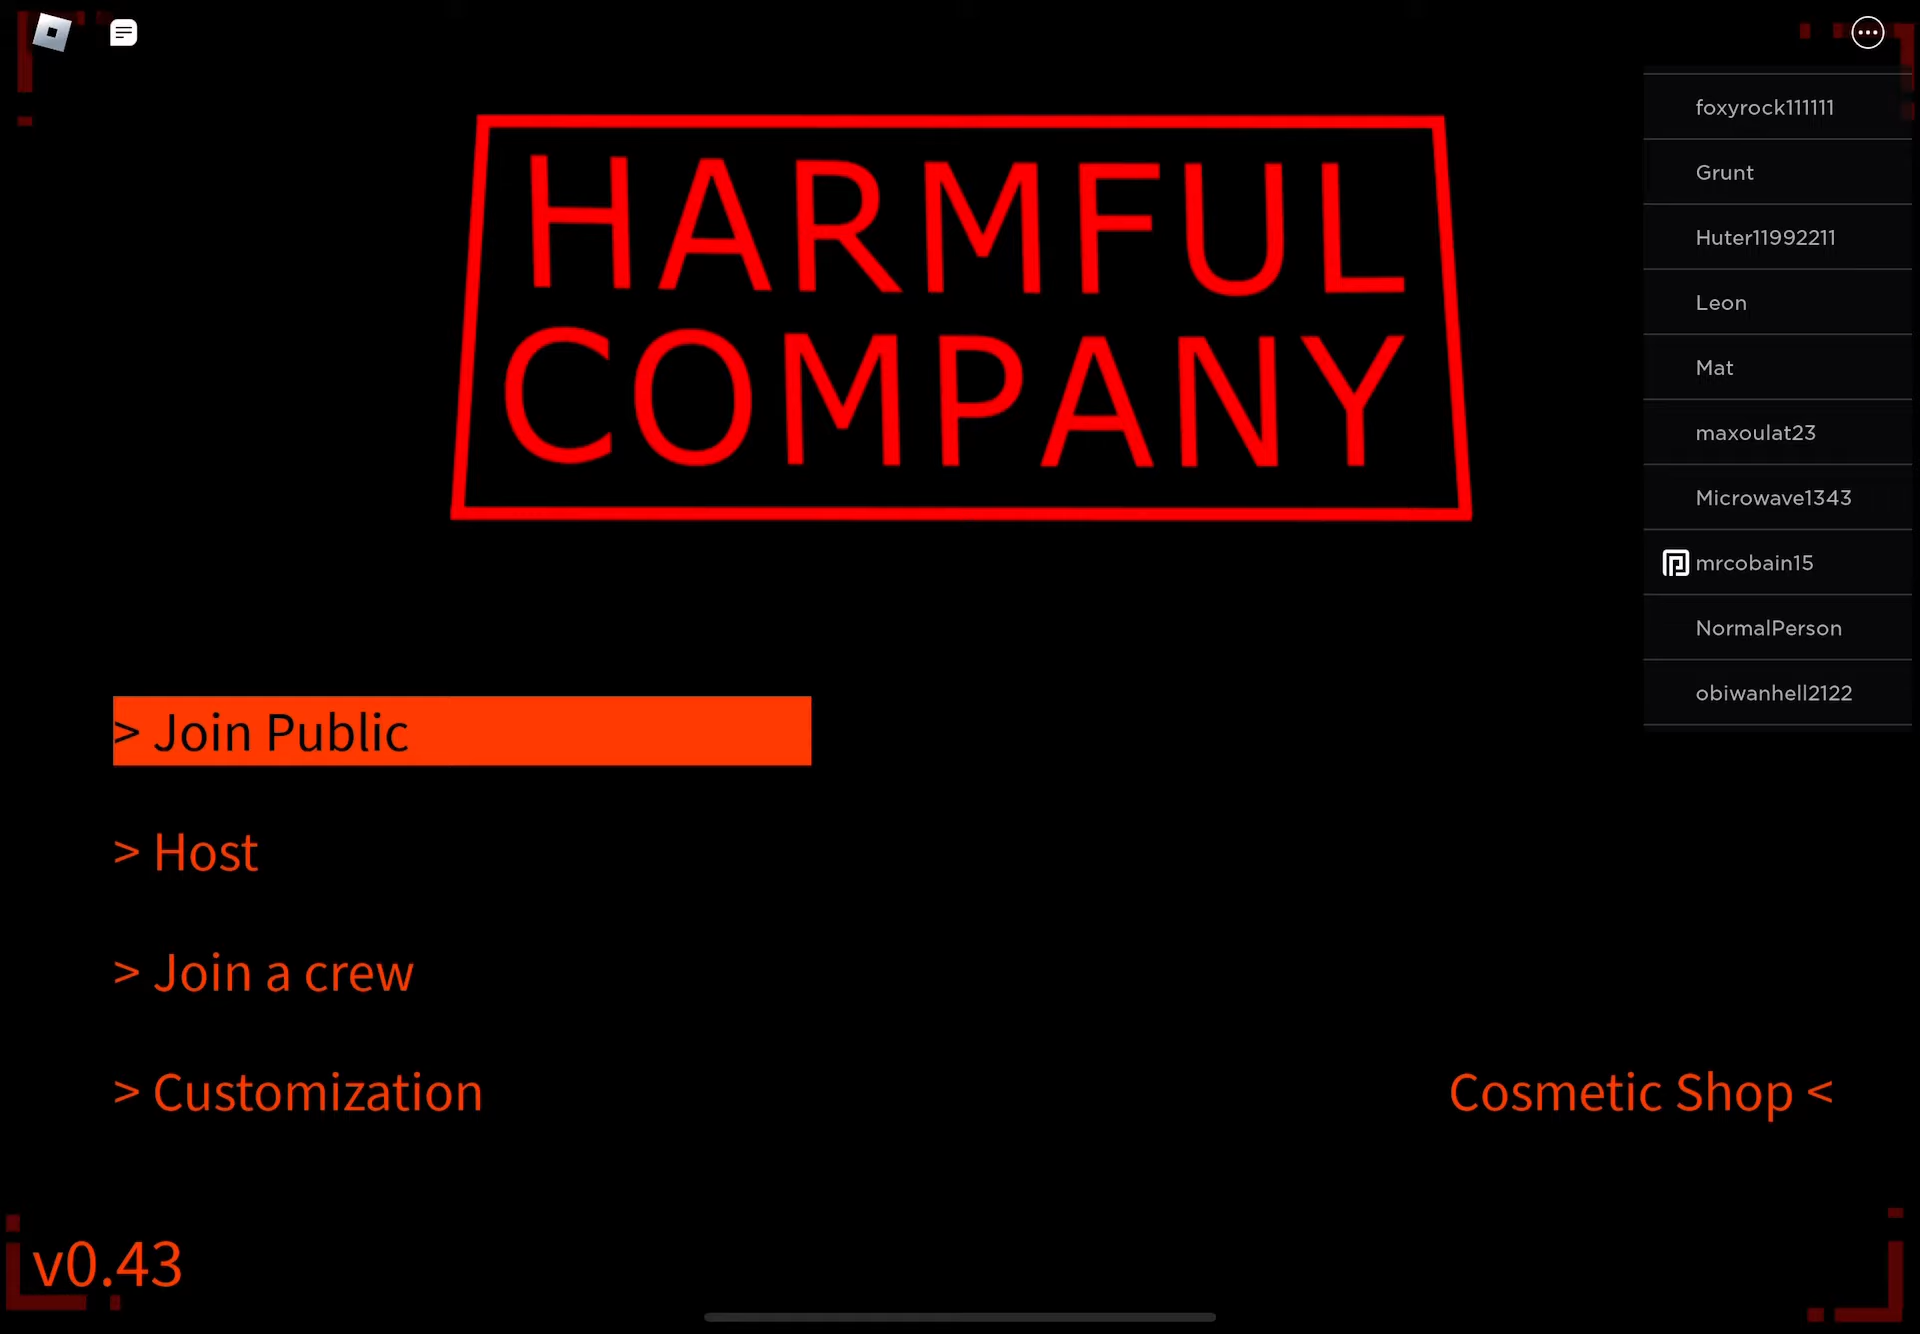 HARMFUL
COMPANY
foxyrock111111
Grunt
Huter11992211
Leon
Mat
maxoulat23
Microwave1343
mrcobain15
NormalPerson
obiwanhell2122
> Join Public
> Host
> Join a crew
> Customization
Cosmetic Shop <
v0.43